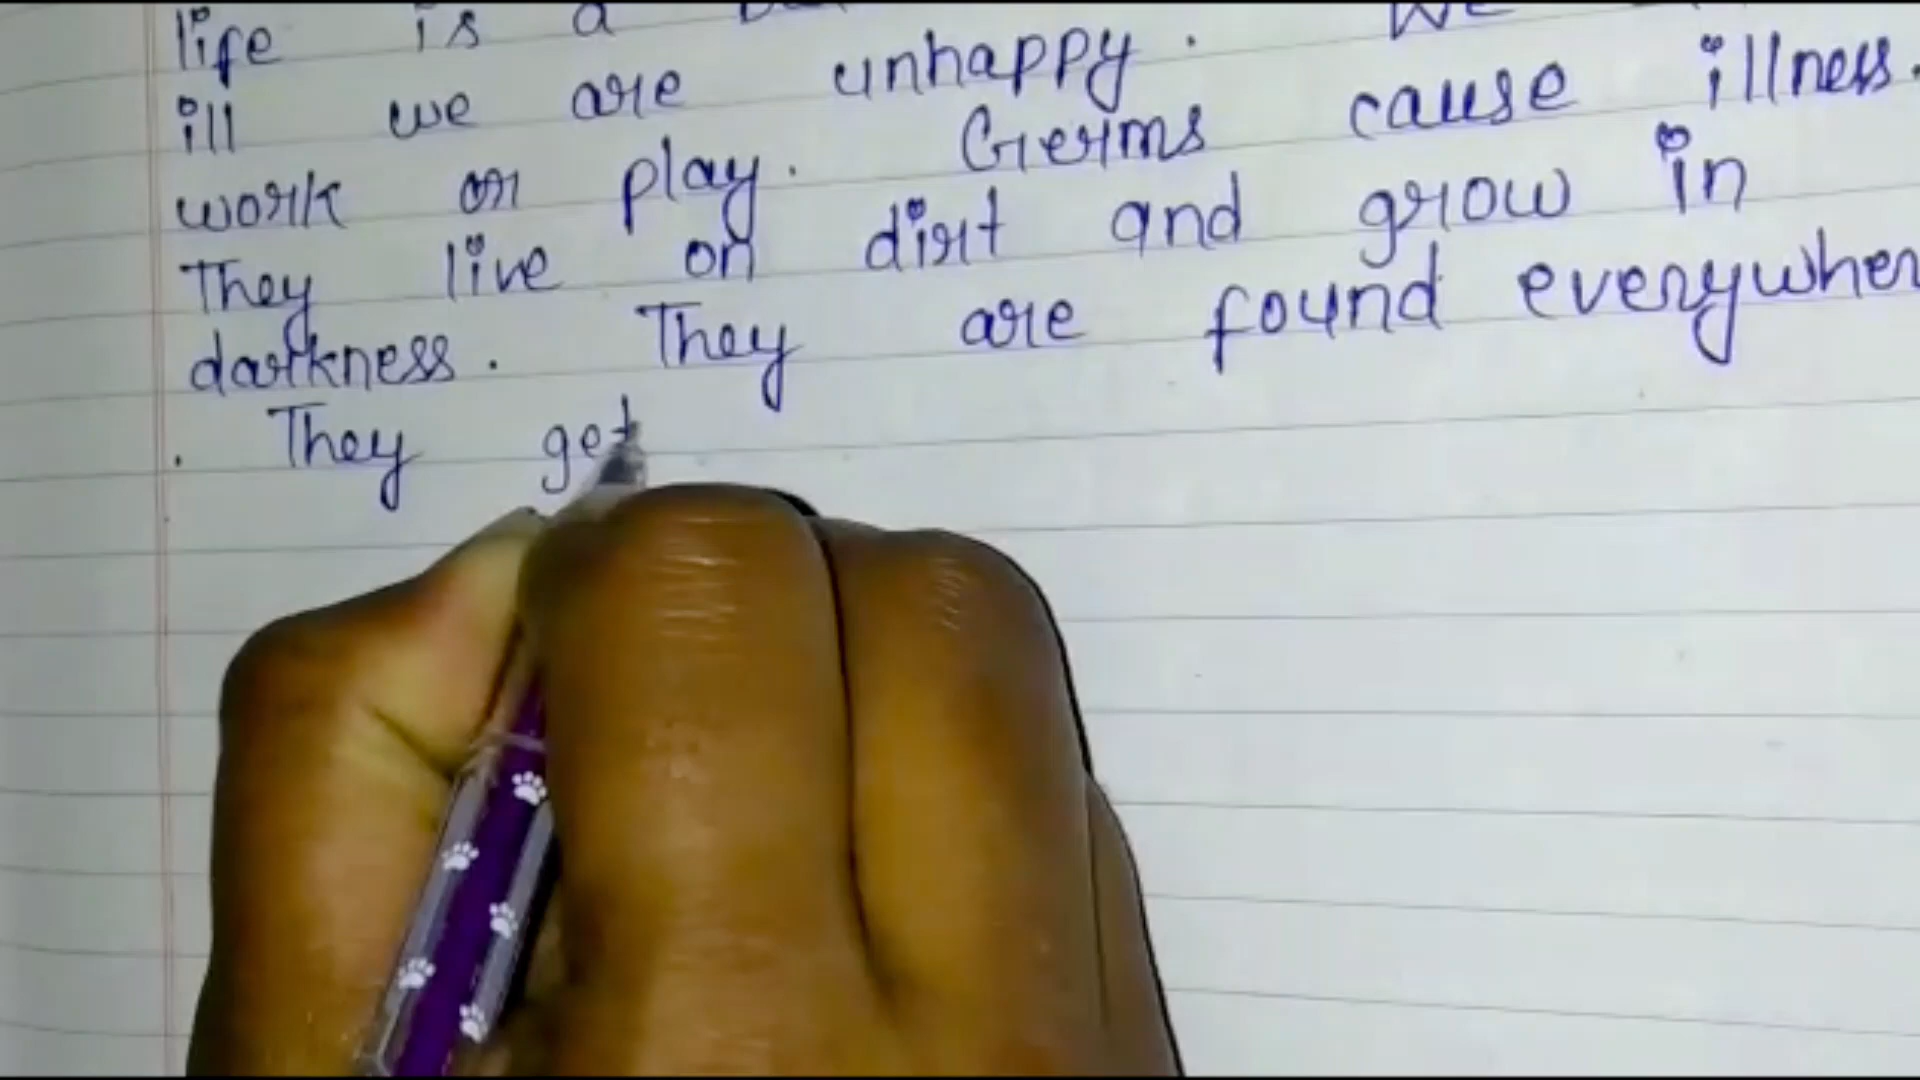 life is a
ill we are unhappy. We
work or play. Germs cause illness.
They live on dirt and grow in
darkness. They are found everywher
. They get